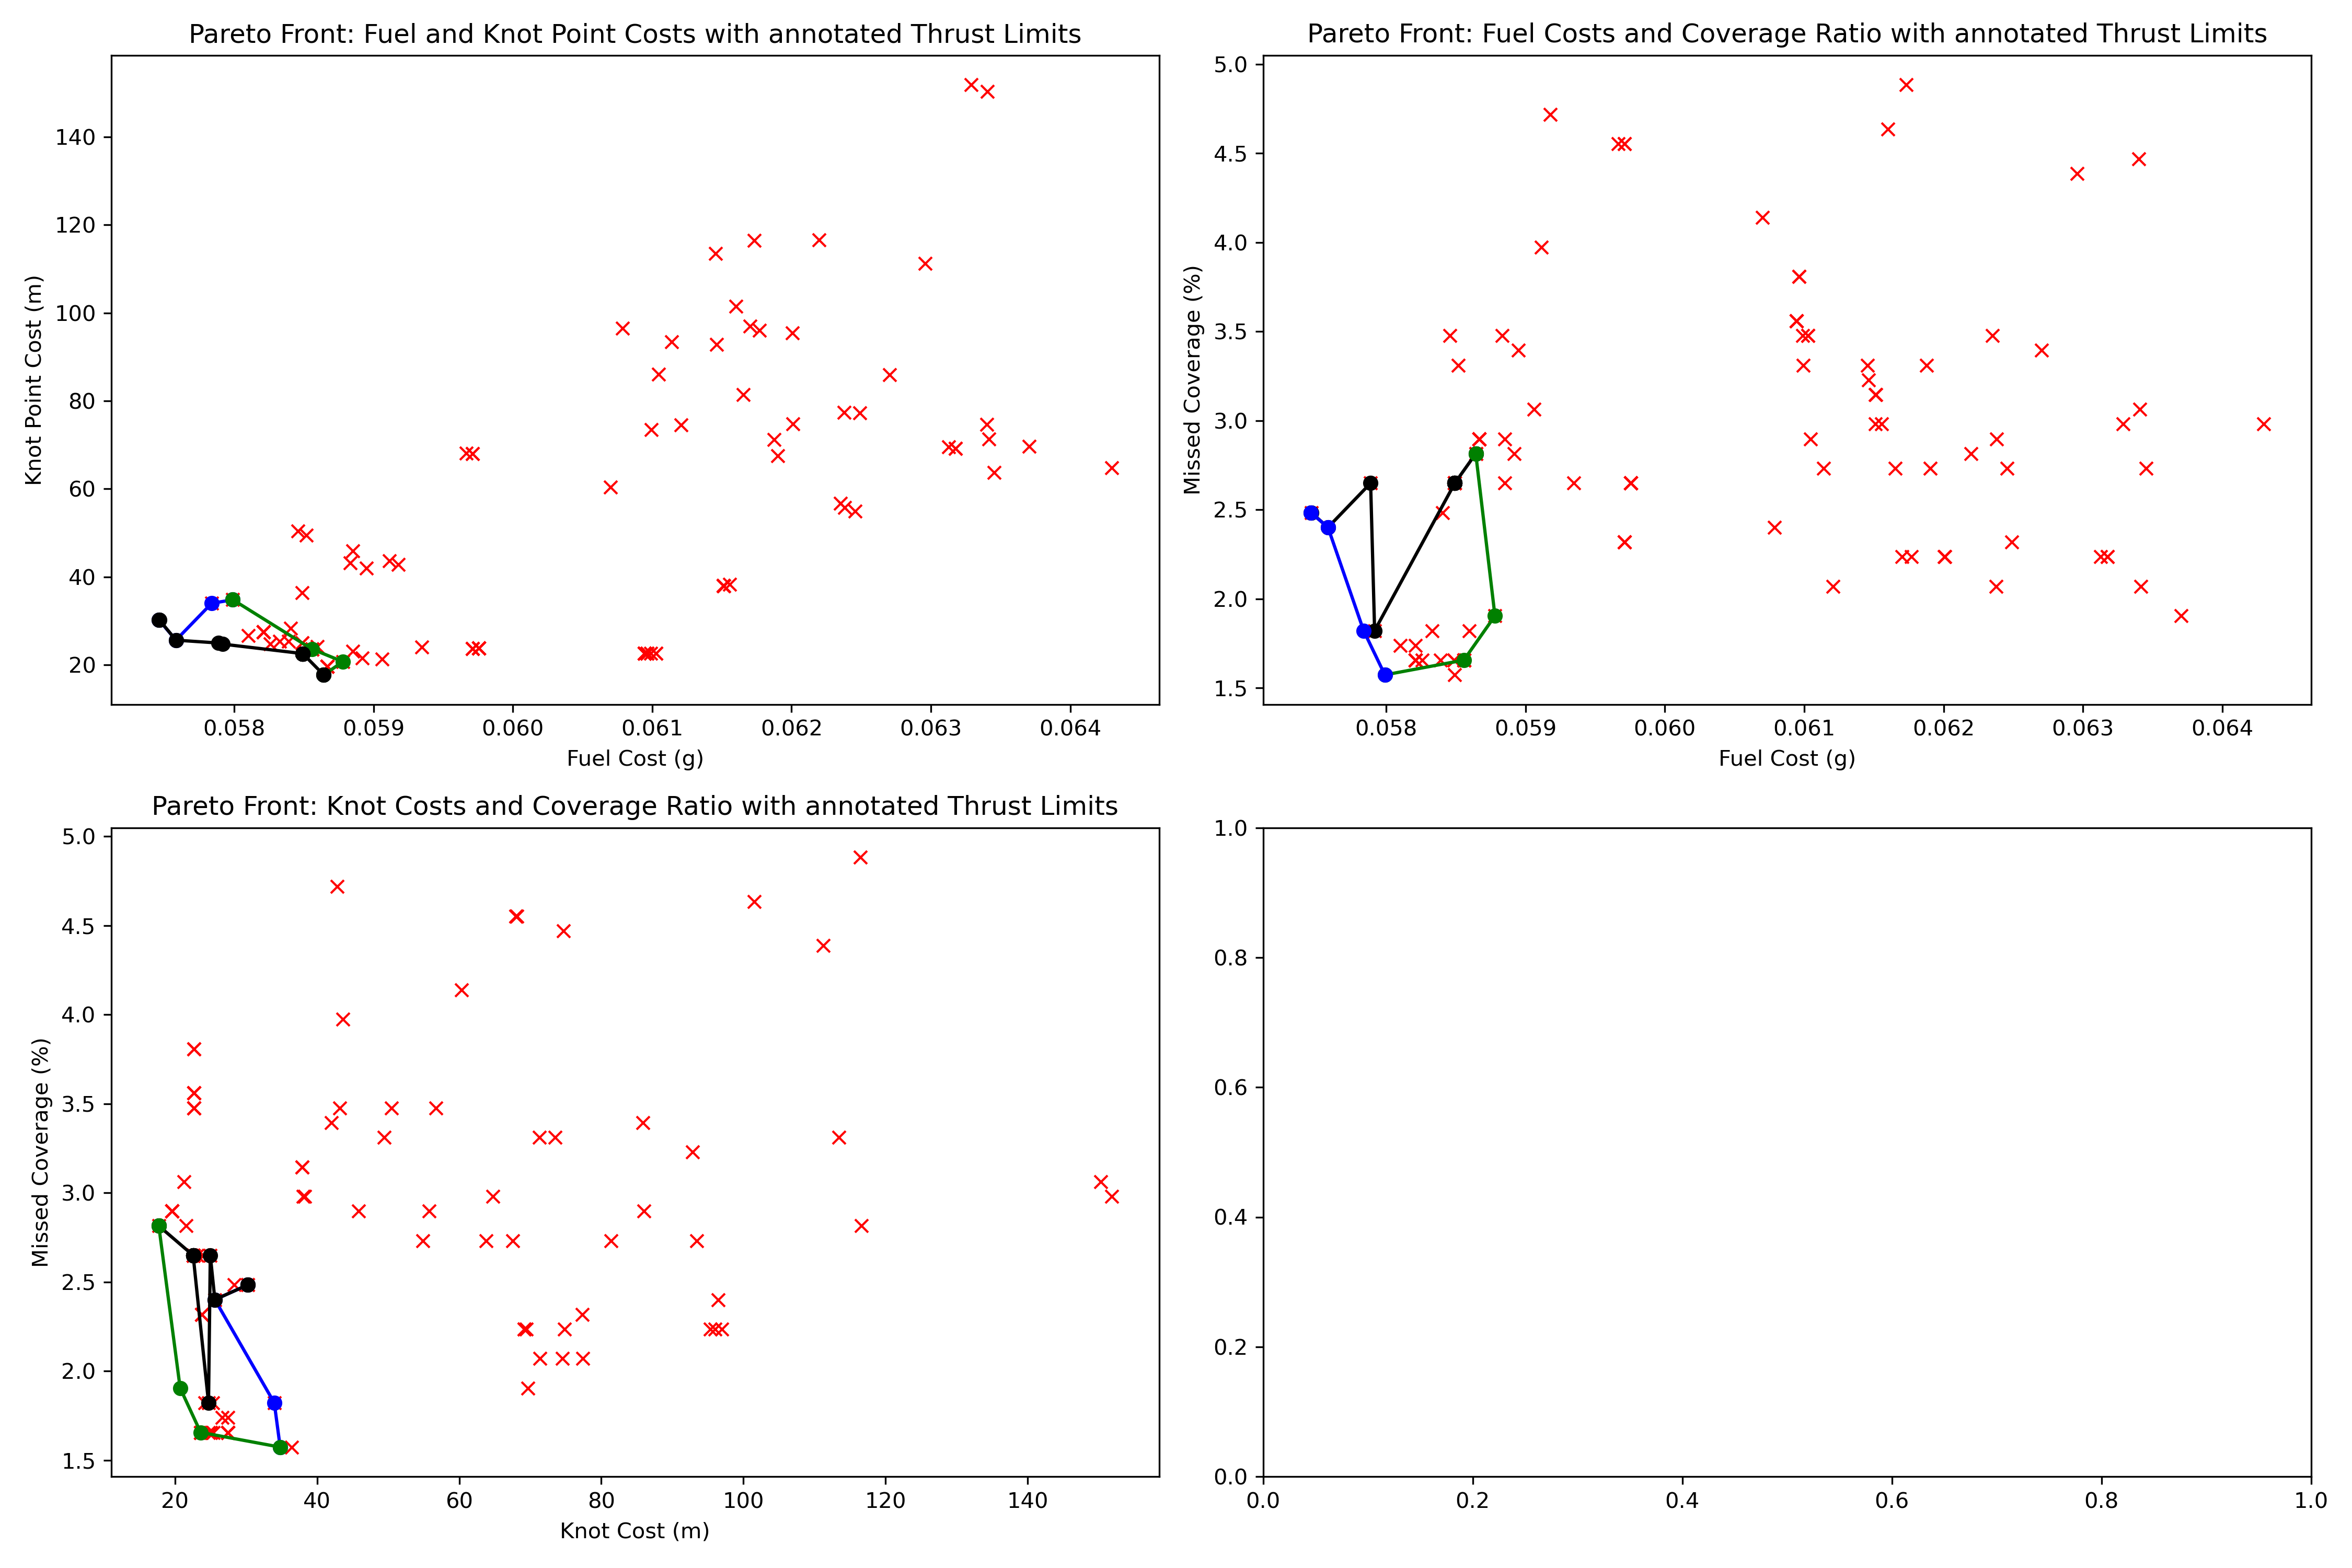 Pareto Front: Fuel and Knot Point Costs with annotated Thrust Limits
Knot Point Cost (m)
140
120
100
80
60
40
20
0.058 0.059 0.060 0.061 0.062 0.063 0.064
Fuel Cost (g)
Pareto Front: Fuel Costs and Coverage Ratio with annotated Thrust Limits
Missed Coverage (%)
5.0
4.5
4.0
3.5
3.0
2.5
2.0
1.5
0.058 0.059 0.060 0.061 0.062 0.063 0.064
Fuel Cost (g)
Pareto Front: Knot Costs and Coverage Ratio with annotated Thrust Limits
Missed Coverage (%)
5.0
4.5
4.0
3.5
3.0
2.5
2.0
1.5
20 40 60 80 100 120 140
Knot Cost (m)
1.0
0.8
0.6
0.4
0.2
0.0
0.0 0.2 0.4 0.6 0.8 1.0